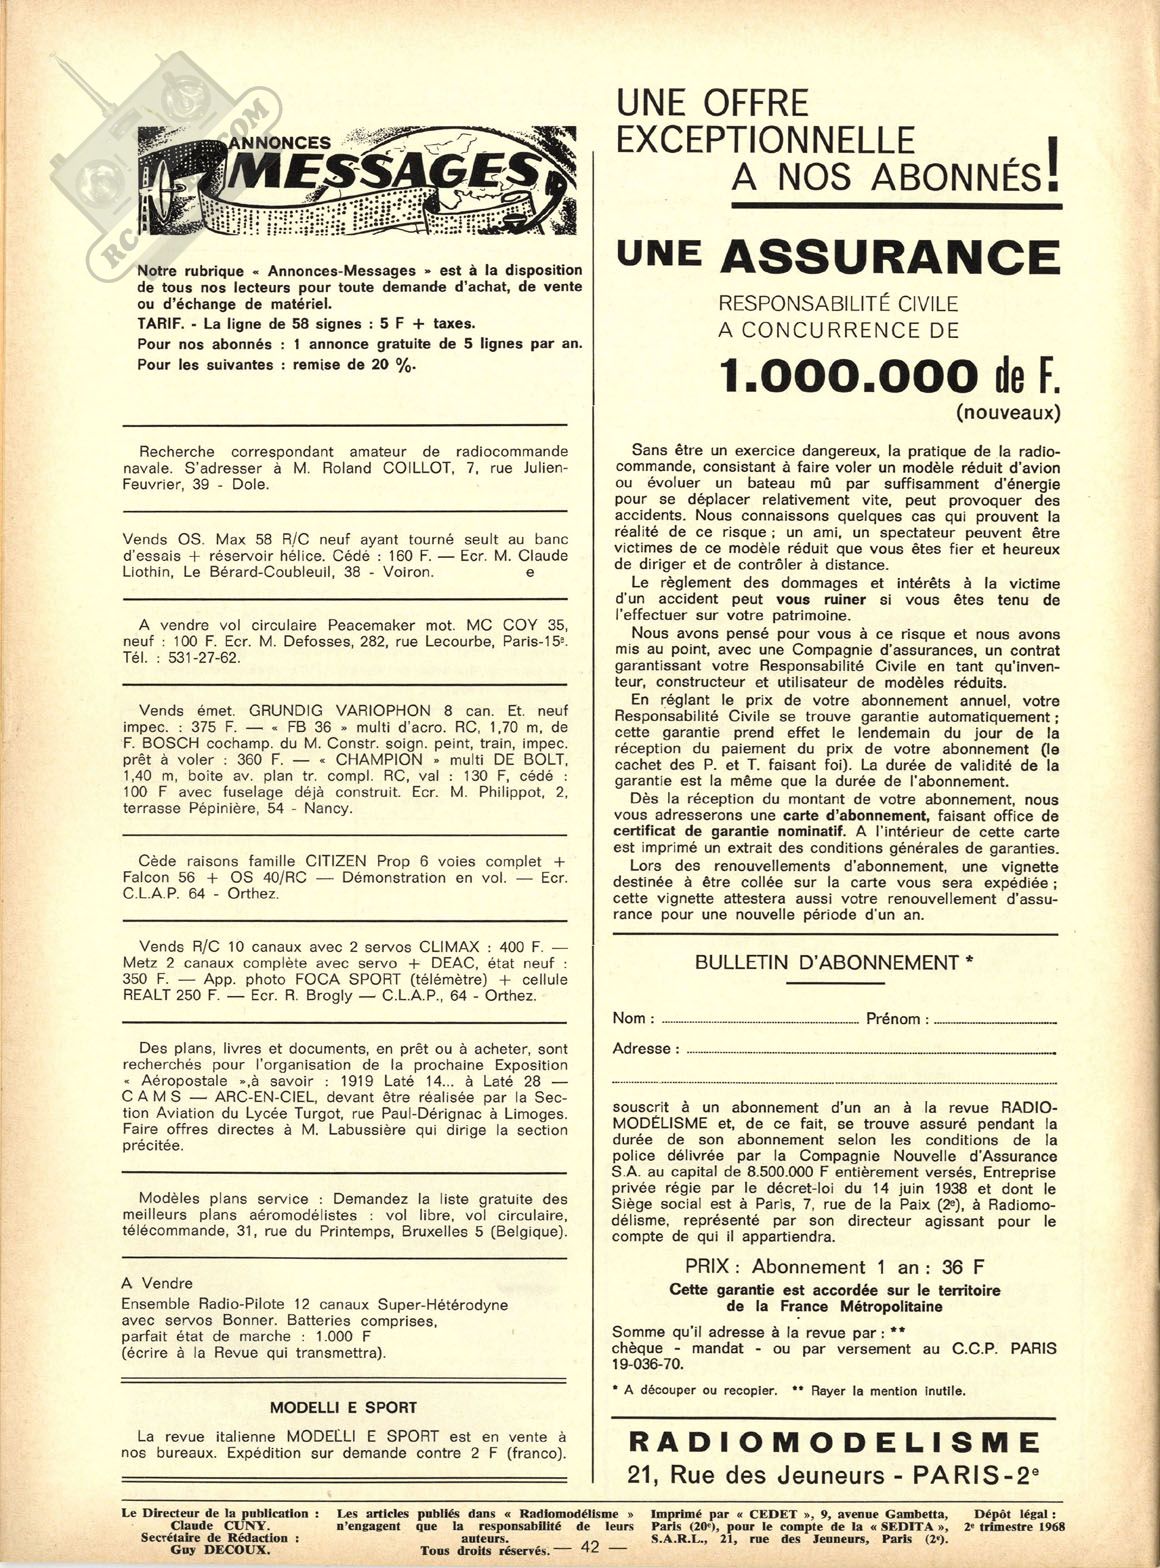 ANNONCES
MESSAGES
RC
.COM
Notre rubrique « Annonces-Messages » est à la disposition
de tous nos lecteurs pour toute demande d'achat, de vente
ou d'échange de matériel.
TARIF. - La ligne de 58 signes : 5 F + taxes.
Pour nos abonnés : 1 annonce gratuite de 5 lignes par an.
Pour les suivantes : remise de 20 %.
Recherche correspondant amateur de radiocommande
navale. S'adresser à M. Roland COILLOT, 7, rue Julien-
Feuvrier, 39 - Dole.
Vends OS. Max 58 R/C neuf ayant tourné seult au banc
d'essais + réservoir hélice. Cédé : 160 F. — Ecr. M. Claude
Liothin, Le Bérard-Coubleuil, 38 - Voiron. e
A vendre vol circulaire Peacemaker mot. MC COY 35,
neuf : 100 F. Ecr. M. Defosses, 282, rue Lecourbe, Paris-15e.
Tél. : 531-27-62.
Vends émet. GRUNDIG VARIOPHON 8 can. Et. neuf
impec. : 375 F. — « FB 36 » multi d'acro. RC, 1,70 m, de
F. BOSCH cochamp. du M. Constr. soign. peint, train, impec.
prêt à voler : 360 F. — « CHAMPION » multi DE BOLT,
1,40 m, boite av. plan tr. compl. RC, val : 130 F, cédé :
100 F avec fuselage déjà construit. Ecr. M. Philippot, 2,
terrasse Pépinière, 54 - Nancy.
Cède raisons famille CITIZEN Prop 6 voies complet +
Falcon 56 + OS 40/RC — Démonstration en vol. — Ecr.
C.L.A.P. 64 - Orthez.
Vends R/C 10 canaux avec 2 servos CLIMAX : 400 F. —
Metz 2 canaux complète avec servo + DEAC, état neuf :
350 F. — App. photo FOCA SPORT (télémètre) + cellule
REALT 250 F. — Ecr. R. Brogly — C.L.A.P., 64 - Orthez.
Des plans, livres et documents, en prêt ou à acheter, sont
recherchés pour l'organisation de la prochaine Exposition
« Aéropostale »,à savoir : 1919 Laté 14... à Laté 28 —
CAMS — ARC-EN-CIEL, devant être réalisée par la Sec-
tion Aviation du Lycée Turgot, rue Paul-Dérignac à Limoges.
Faire offres directes à M. Labussière qui dirige la section
précitée.
Modèles plans service : Demandez la liste gratuite des
meilleurs plans aéromodélistes : vol libre, vol circulaire,
télécommande, 31, rue du Printemps, Bruxelles 5 (Belgique).
A Vendre
Ensemble Radio-Pilote 12 canaux Super-Hétérodyne
avec servos Bonner. Batteries comprises,
parfait état de marche : 1.000 F
(écrire à la Revue qui transmettra).
MODELLI E SPORT
La revue italienne MODELLI E SPORT est en vente à
nos bureaux. Expédition sur demande contre 2 F (franco).
UNE OFFRE
EXCEPTIONNELLE
A NOS ABONNÉS!
UNE ASSURANCE
RESPONSABILITÉ CIVILE
A CONCURRENCE DE
1.000.000 de F.
(nouveaux)
Sans être un exercice dangereux, la pratique de la radio-
commande, consistant à faire voler un modèle réduit d'avion
ou évoluer un bateau mû par suffisamment d'énergie
pour se déplacer relativement vite, peut provoquer des
accidents. Nous connaissons quelques cas qui prouvent la
réalité de ce risque ; un ami, un spectateur peuvent être
victimes de ce modèle réduit que vous êtes fier et heureux
de diriger et de contrôler à distance.
Le règlement des dommages et intérêts à la victime
d'un accident peut vous ruiner si vous êtes tenu de
l'effectuer sur votre patrimoine.
Nous avons pensé pour vous à ce risque et nous avons
mis au point, avec une Compagnie d'assurances, un contrat
garantissant votre Responsabilité Civile en tant qu'inven-
teur, constructeur et utilisateur de modèles réduits.
En réglant le prix de votre abonnement annuel, votre
Responsabilité Civile se trouve garantie automatiquement ;
cette garantie prend effet le lendemain du jour de la
réception du paiement du prix de votre abonnement (le
cachet des P. et T. faisant foi). La durée de validité de la
garantie est la même que la durée de l'abonnement.
Dès la réception du montant de votre abonnement, nous
vous adresserons une carte d'abonnement, faisant office de
certificat de garantie nominatif. A l'intérieur de cette carte
est imprimé un extrait des conditions générales de garanties.
Lors des renouvellements d'abonnement, une vignette
destinée à être collée sur la carte vous sera expédiée ;
cette vignette attestera aussi votre renouvellement d'assu-
rance pour une nouvelle période d'un an.
BULLETIN D'ABONNEMENT *
Nom : Prénom :
Adresse :
souscrit à un abonnement d'un an à la revue RADIO-
MODÉLISME et, de ce fait, se trouve assuré pendant la
durée de son abonnement selon les conditions de la
police délivrée par la Compagnie Nouvelle d'Assurance
S.A. au capital de 8.500.000 F entièrement versés, Entreprise
privée régie par le décret-loi du 14 juin 1938 et dont le
Siège social est à Paris, 7, rue de la Paix (2e), à Radiomo-
délisme, représenté par son directeur agissant pour le
compte de qui il appartiendra.
PRIX : Abonnement 1 an : 36 F
Cette garantie est accordée sur le territoire
de la France Métropolitaine
Somme qu'il adresse à la revue par : **
chèque - mandat - ou par versement au C.C.P. PARIS
19-036-70.
* A découper ou recopier. ** Rayer la mention inutile.
RADIOMODELISME
21, Rue des Jeuneurs - PARIS-2e
Le Directeur de la publication :
Claude CUNY.
Secrétaire de Rédaction :
Guy DECOUX.
Les articles publiés dans « Radiomodélisme »
n'engagent que la responsabilité de leurs
auteurs.
Tous droits réservés.
— 42 —
Imprimé par « CEDET », 9, avenue Gambetta,
Paris (20e), pour le compte de la « SEDITA »,
S.A.R.L., 21, rue des Jeuneurs, Paris (2e).
Dépôt légal :
2e trimestre 1968